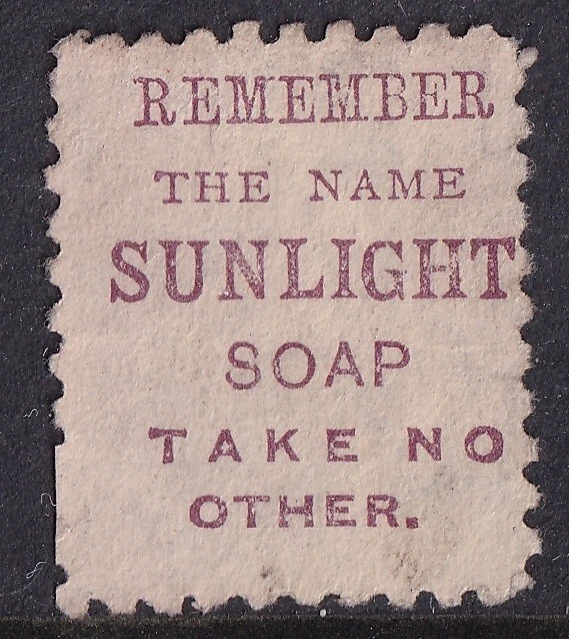 REMEMBER
THE NAME
SUNLIGHT
SOAP
TAKE NO
OTHER.